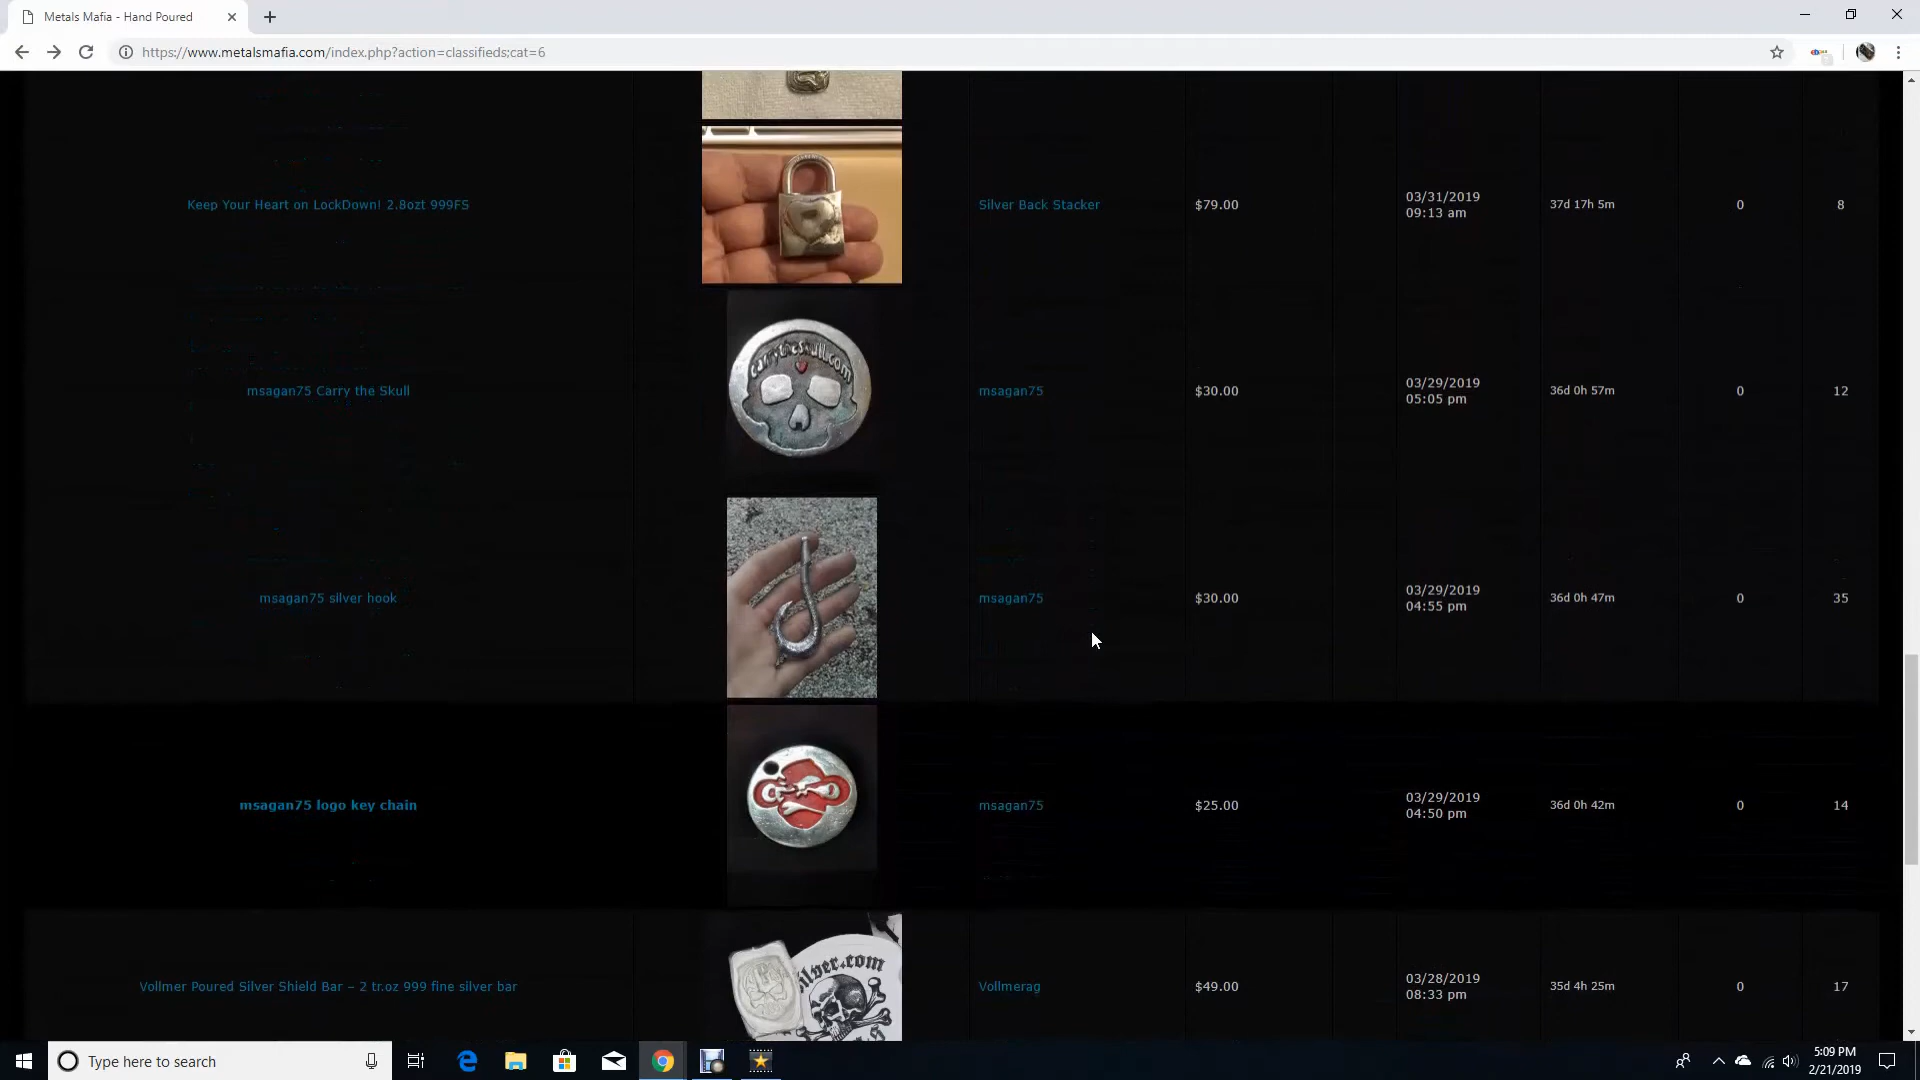 Metals Mafia - Hand Poured
https://www.metalsmafia.com/index.php?action=classifieds;cat=6
Keep Your Heart on LockDown! 2.8ozt 999FS
Silver Back Stacker
$79.00
03/31/2019
09:13 am
37d 17h 5m
0
8
carrytheskull.com
msagan75 Carry the Skull
msagan75
$30.00
03/29/2019
05:05 pm
36d 0h 57m
0
12
msagan75 silver hook
msagan75
$30.00
03/29/2019
04:55 pm
36d 0h 47m
0
35
msagan75 logo key chain
msagan75
$25.00
03/29/2019
04:50 pm
36d 0h 42m
0
14
Vollmer Poured Silver Shield Bar – 2 tr.oz 999 fine silver bar
ilver.com
Vollmerag
$49.00
03/28/2019
08:33 pm
35d 4h 25m
0
17
Type here to search
5:09 PM
2/21/2019